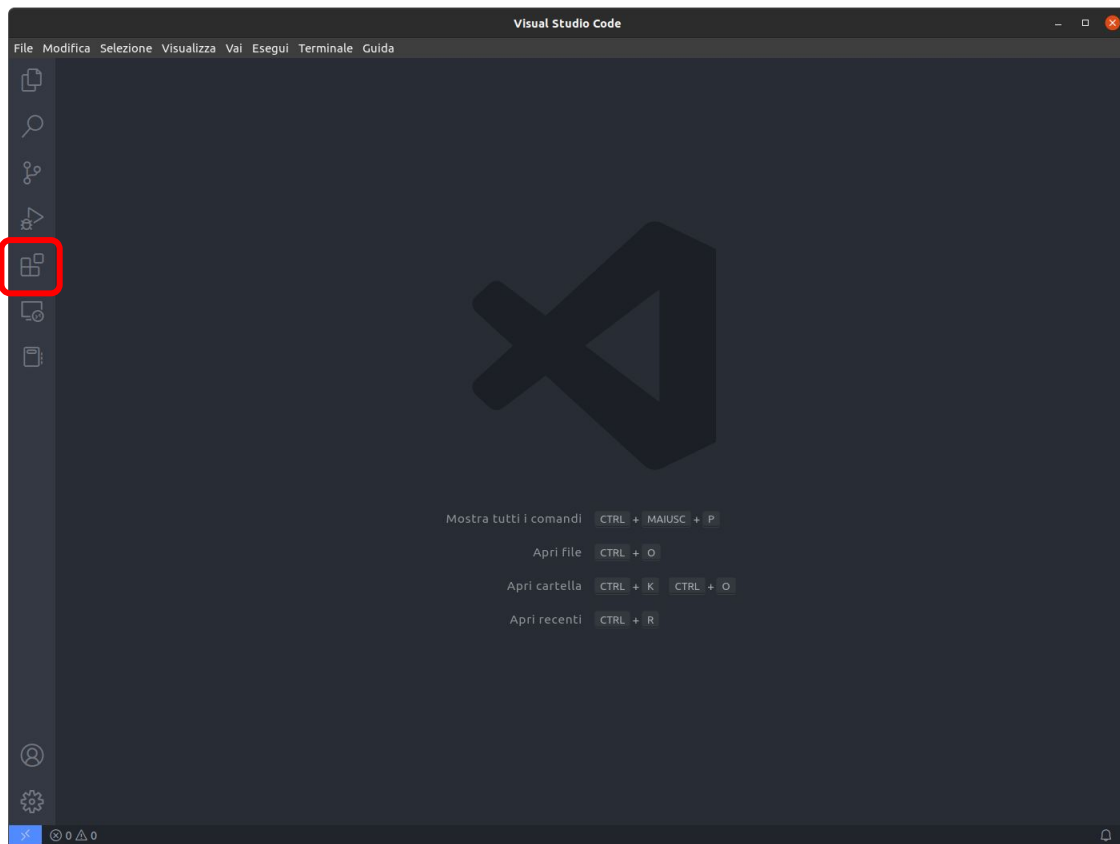 Visual Studio Code
File Modifica Selezione Visualizza Vai Esegui Terminale Guida
Mostra tutti i comandi CTRL + MAIUSC + P
Apri file CTRL + O
Apri cartella CTRL + K CTRL + O
Apri recenti CTRL + R
0 0